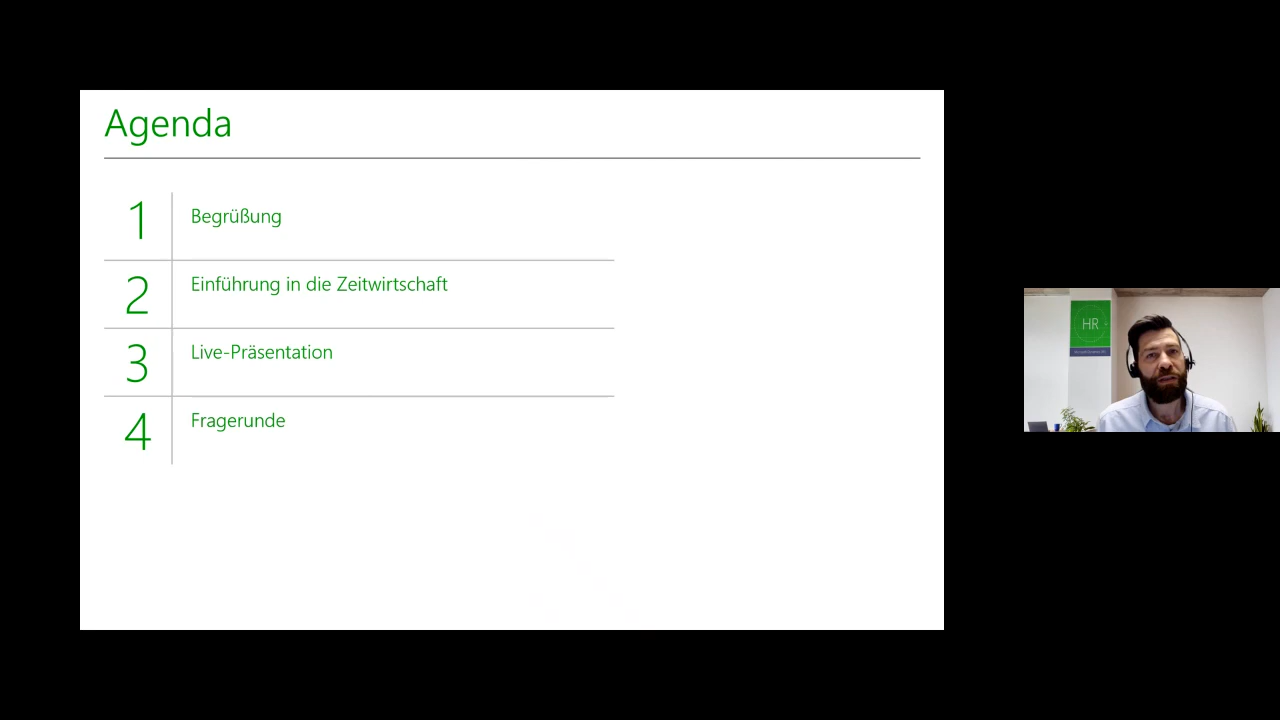 Agenda
1
Begrüßung
2
Einführung in die Zeitwirtschaft
3
Live-Präsentation
4
Fragerunde
HR